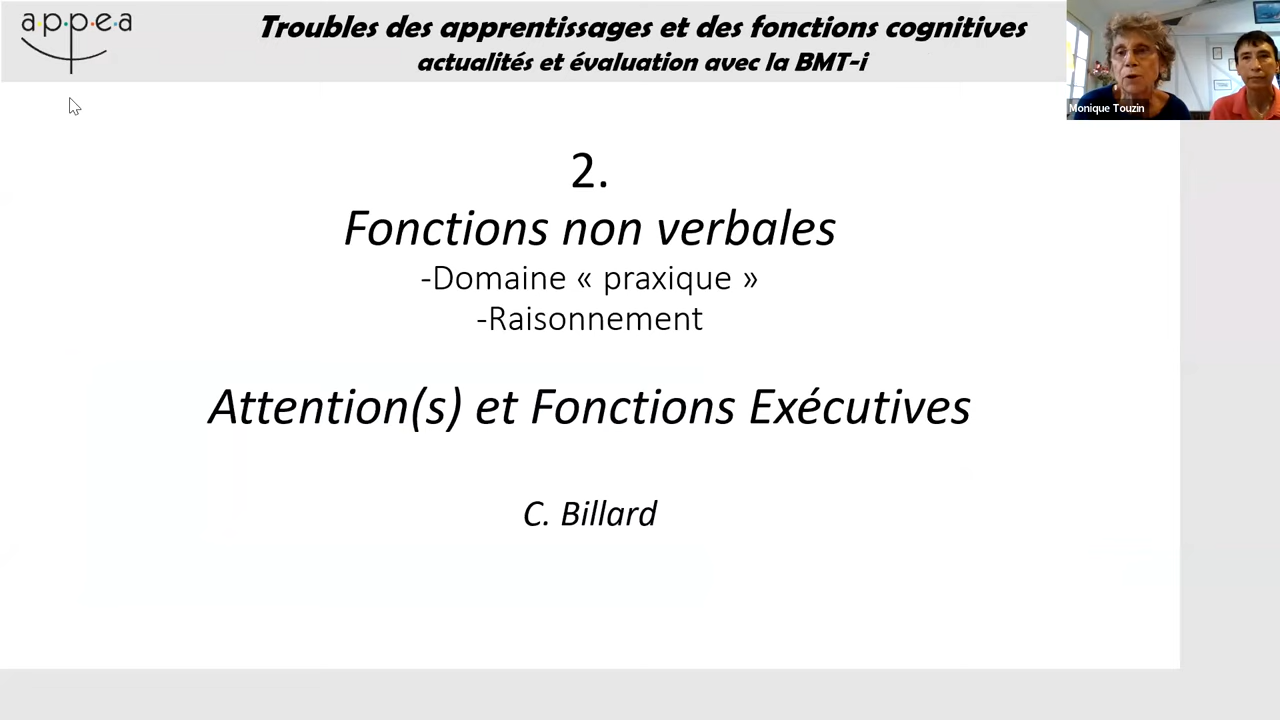 a·p·p·e·a
Troubles des apprentissages et des fonctions cognitives
actualités et évaluation avec la BMT-i
Monique Touzin
2.
Fonctions non verbales
-Domaine « praxique »
-Raisonnement
Attention(s) et Fonctions Exécutives
C. Billard